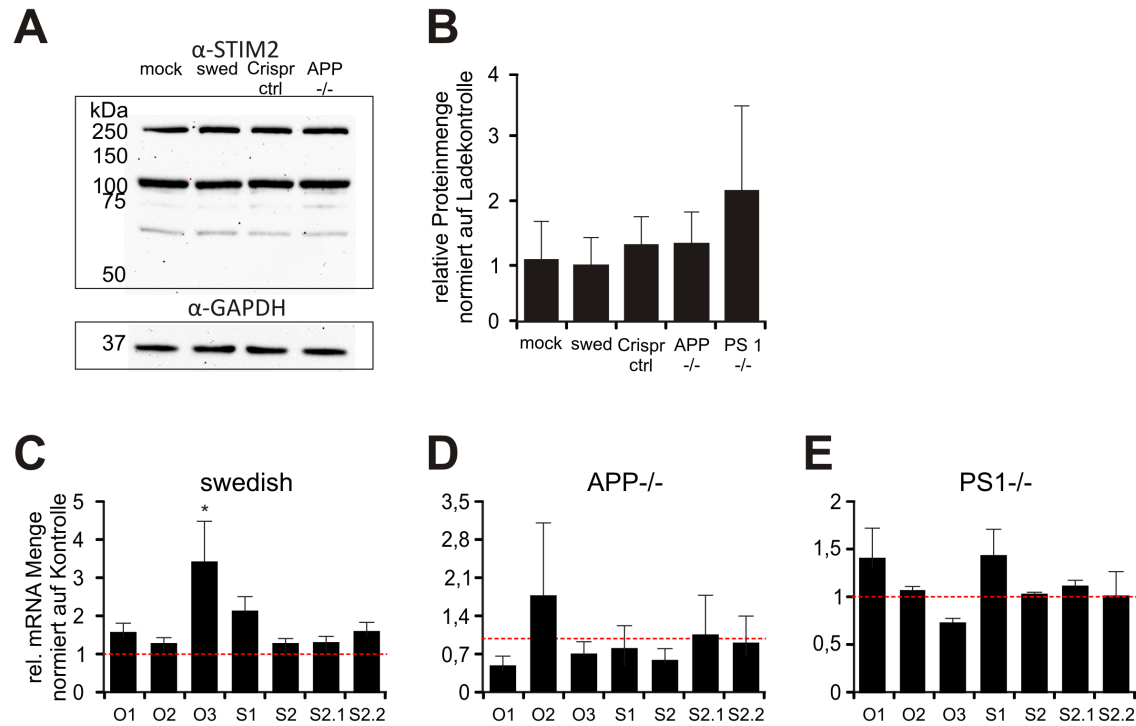 A
α-STIM2
mock swed Crispr APP
ctrl -/-
kDa
250
150
100
75
50
α-GAPDH
37
B
relative Proteinmenge
normiert auf Ladekontrolle
4
3
2
1
0
mock swed Crispr APP PS 1
ctrl -/- -/-
C
swedish
rel. mRNA Menge
normiert auf Kontrolle
5
4
3
2
1
0
*
O1 O2 O3 S1 S2 S2.1 S2.2
D
APP-/-
3,5
2,8
2,1
1,4
0,7
0
O1 O2 O3 S1 S2 S2.1 S2.2
E
PS1-/-
2
1,5
1
0,5
0
O1 O2 O3 S1 S2 S2.1 S2.2